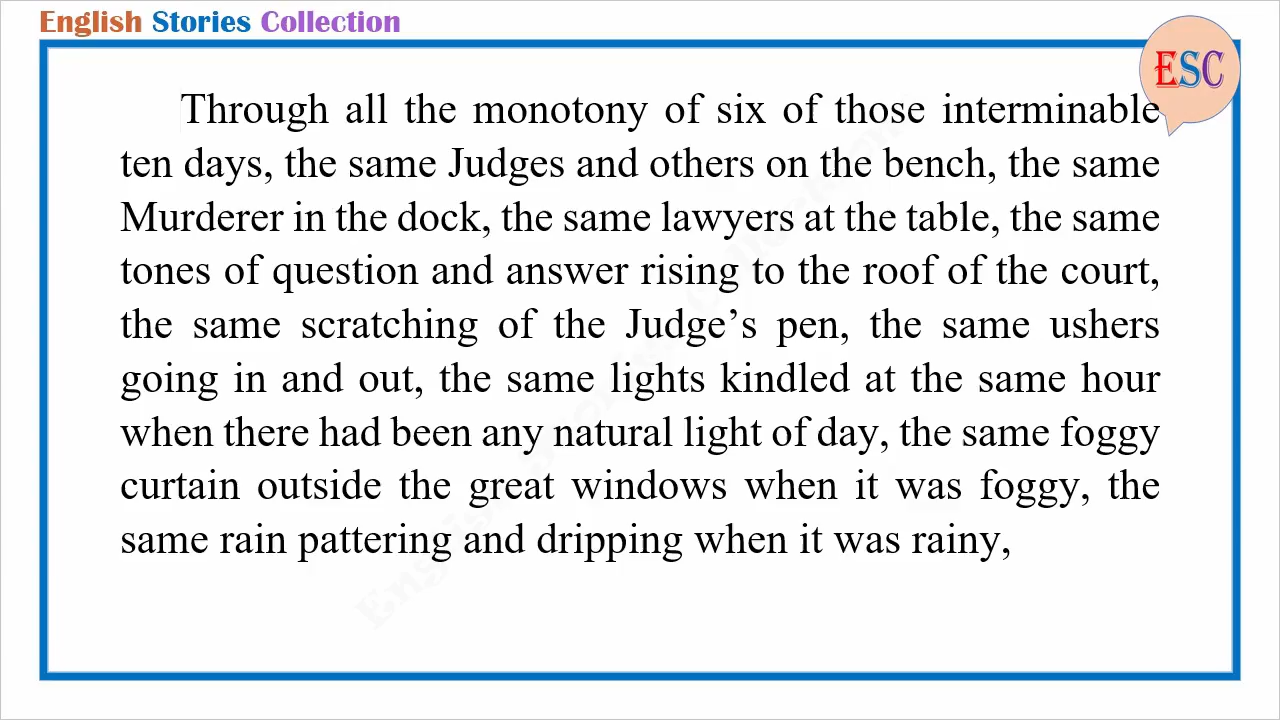 English Stories Collection
ESC
Through all the monotony of six of those interminable
ten days, the same Judges and others on the bench, the same
Murderer in the dock, the same lawyers at the table, the same
tones of question and answer rising to the roof of the court,
the same scratching of the Judge’s pen, the same ushers
going in and out, the same lights kindled at the same hour
when there had been any natural light of day, the same foggy
curtain outside the great windows when it was foggy, the
same rain pattering and dripping when it was rainy,
English Stories Collection